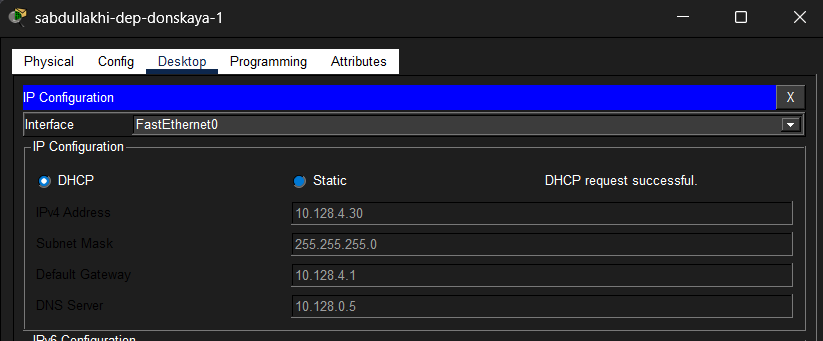 sabdullakhi-dep-donskaya-1
Physical Config Desktop Programming Attributes
IP Configuration X
Interface FastEthernet0
IP Configuration
DHCP Static DHCP request successful.
IPv4 Address 10.128.4.30
Subnet Mask 255.255.255.0
Default Gateway 10.128.4.1
DNS Server 10.128.0.5
IPv6 Configuration